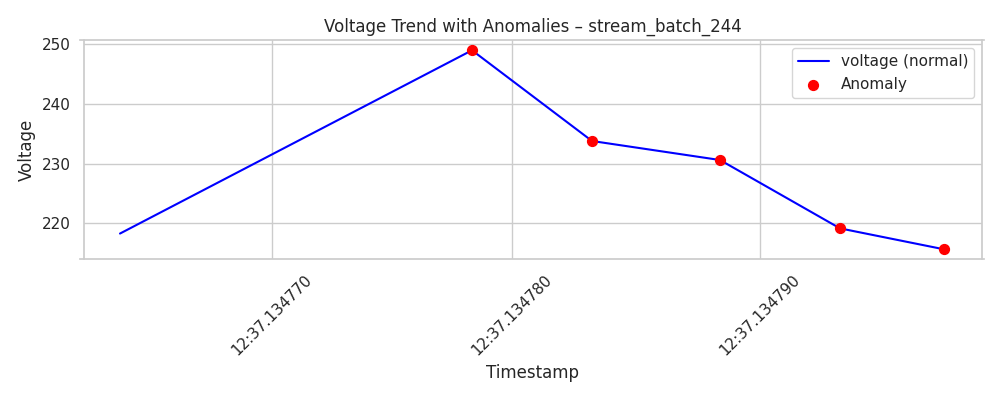 Voltage Trend with Anomalies – stream_batch_244
voltage (normal)
Anomaly
Voltage
250
240
230
220
12:37.134770
12:37.134780
12:37.134790
Timestamp